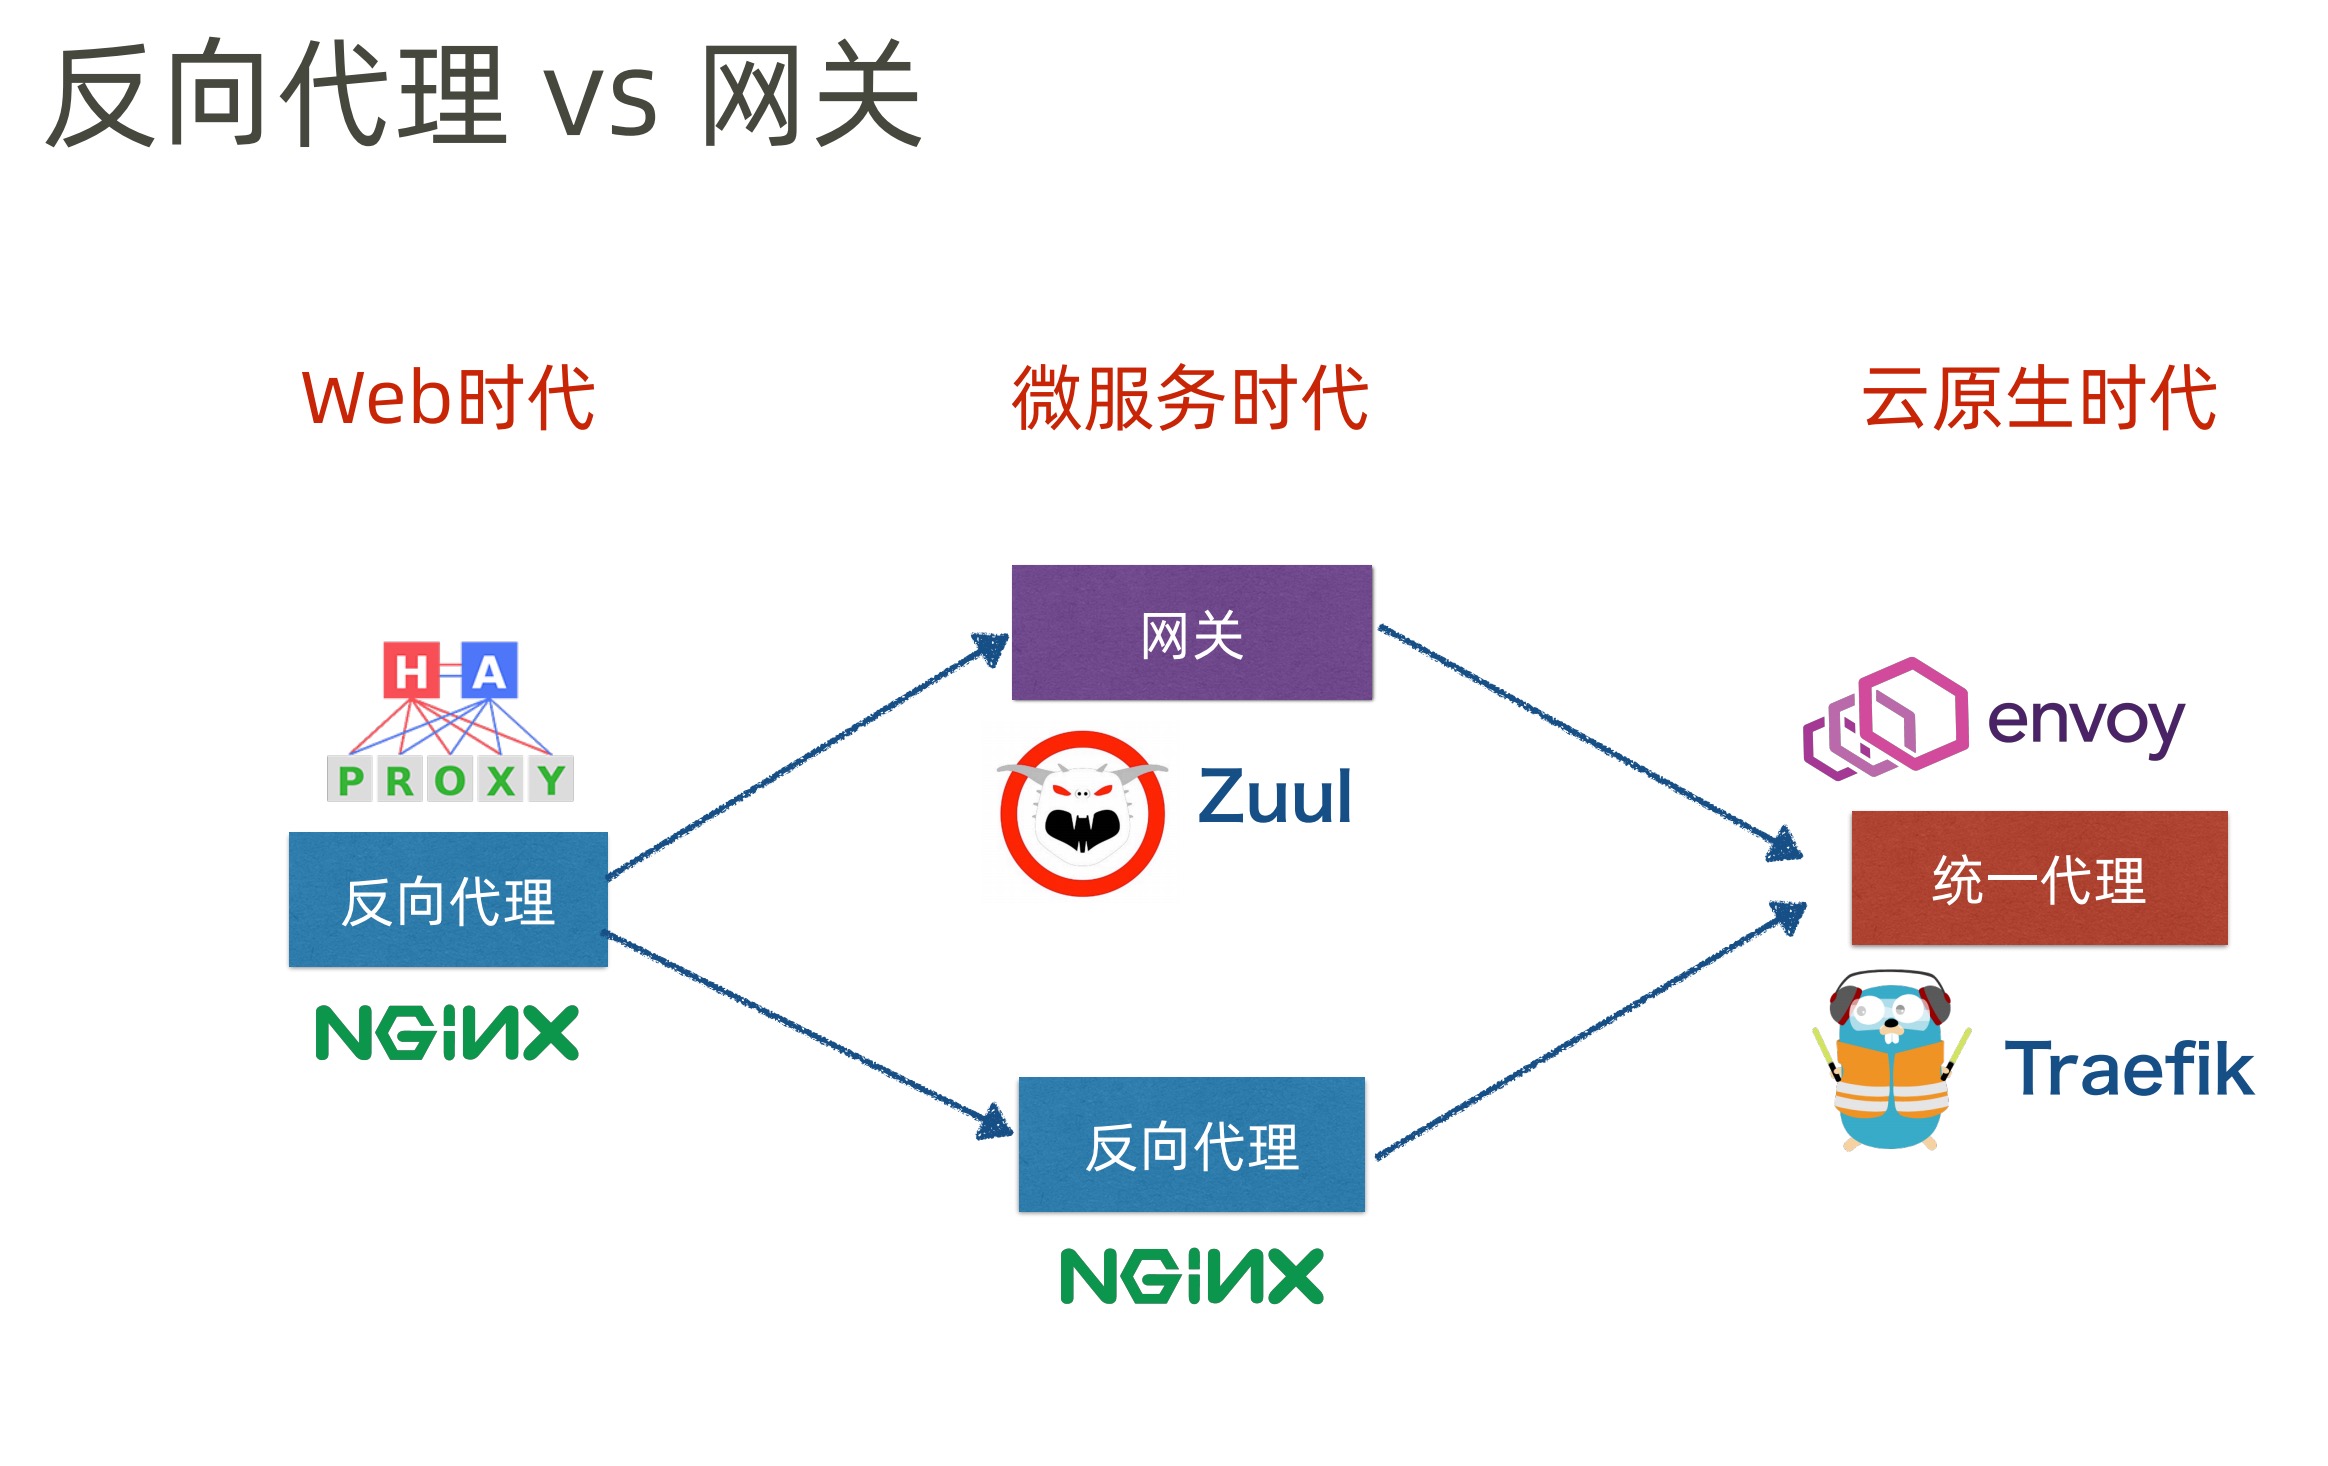 反向代理 vs 网关
Web时代
微服务时代
云原生时代
HA
PROXY
反向代理
NGINX
网关
Zuul
反向代理
NGINX
envoy
统一代理
Traefik